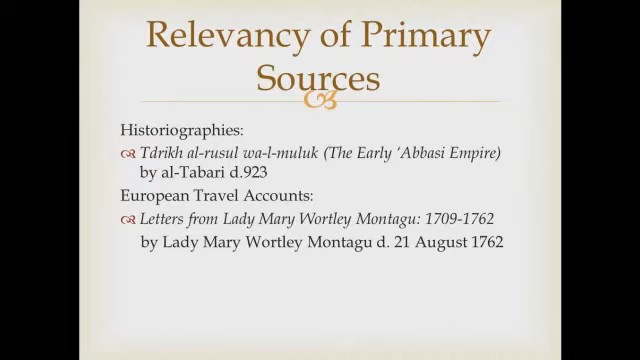 Relevancy of Primary
Sources
Historiographies:
Tdrikh al-rusul wa-l-muluk (The Early ‘Abbasi Empire)
by al-Tabari d.923
European Travel Accounts:
Letters from Lady Mary Wortley Montagu: 1709-1762
by Lady Mary Wortley Montagu d. 21 August 1762